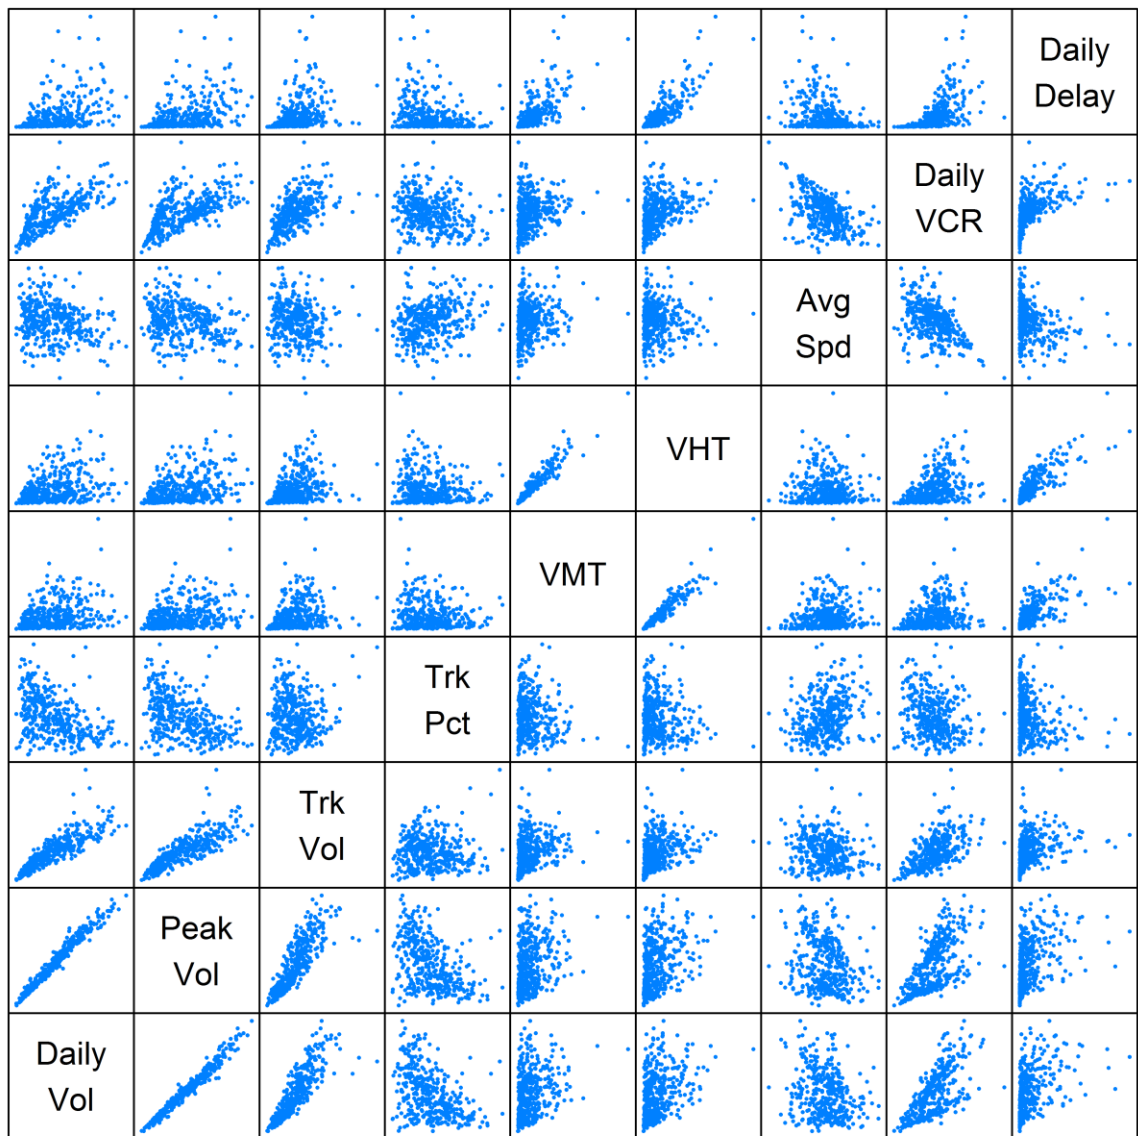 Daily
Delay
Daily
VCR
Avg
Spd
VHT
VMT
Trk
Pct
Trk
Vol
Peak
Vol
Daily
Vol